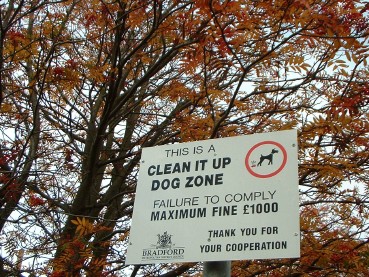 THIS IS A
CLEAN IT UP
DOG ZONE
FAILURE TO COMPLY
MAXIMUM FINE £1000
THANK YOU FOR
YOUR COOPERATION
BRADFORD